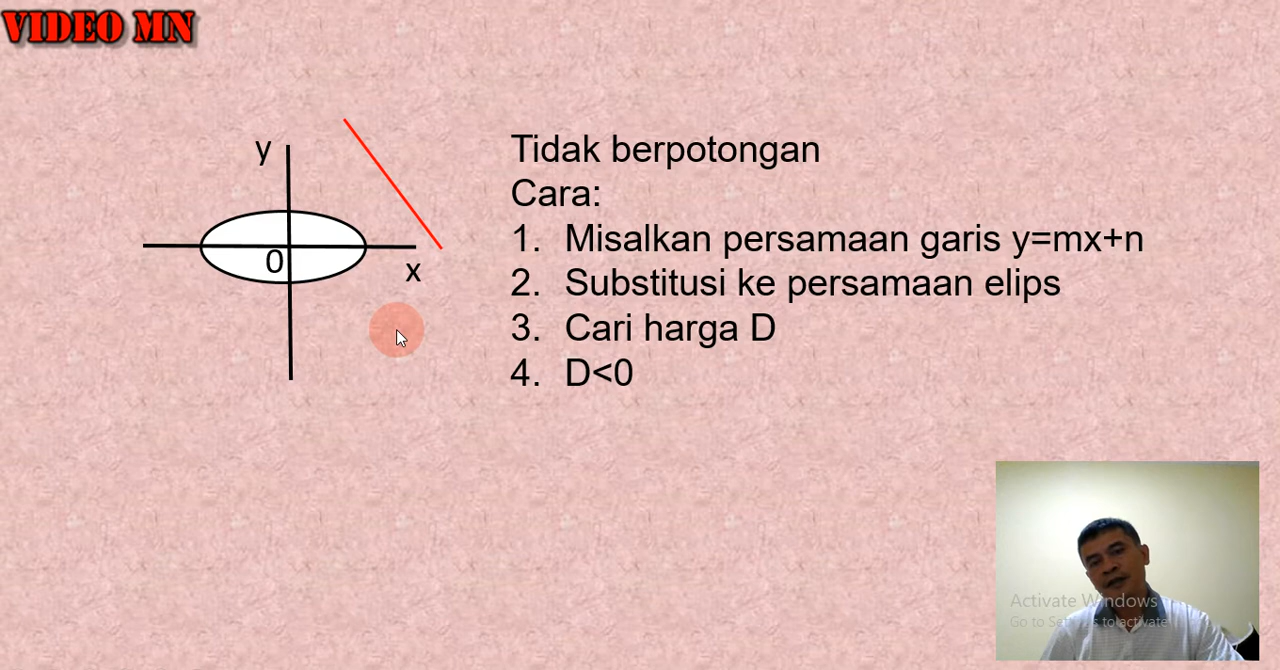 VIDEO MN
y
0
x
Tidak berpotongan
Cara:
1. Misalkan persamaan garis y=mx+n
2. Substitusi ke persamaan elips
3. Cari harga D
4. D<0
Activate Windows
Go to Settings to activate